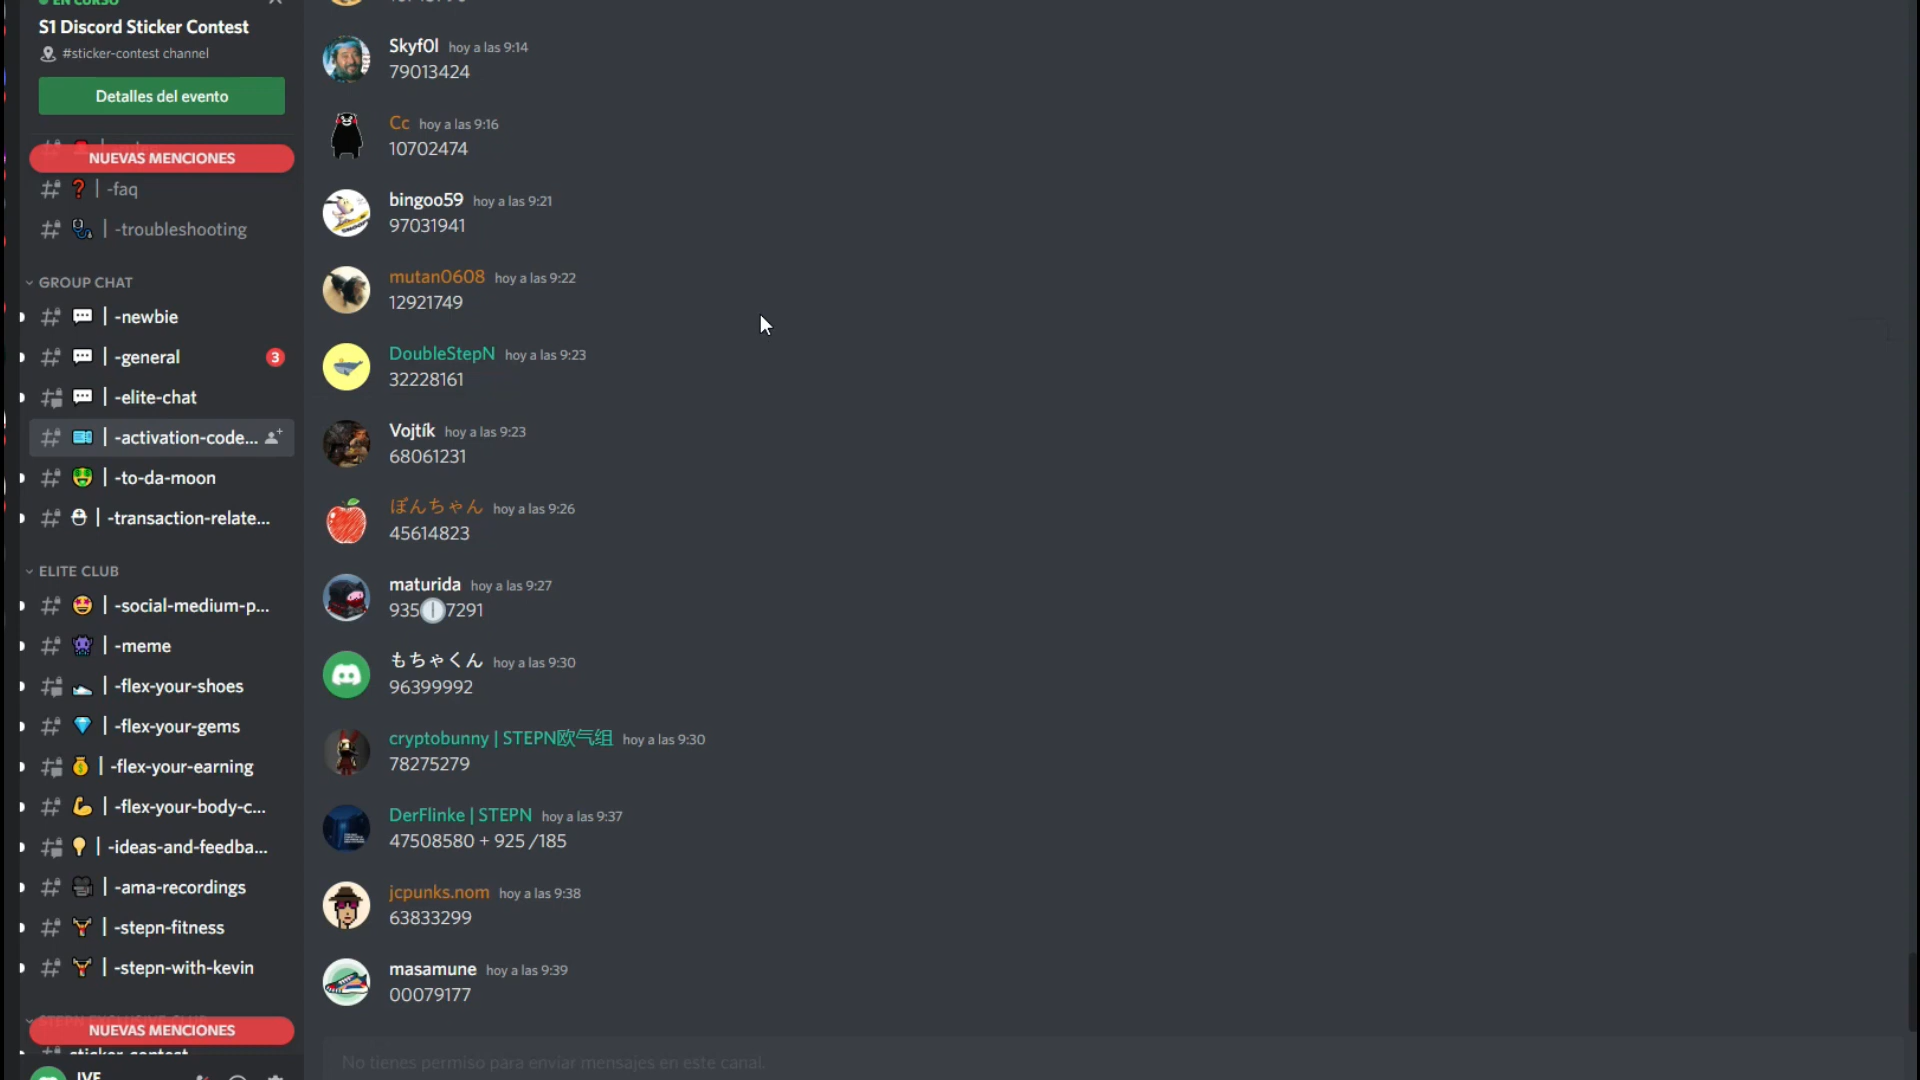 EN CURSO
S1 Discord Sticker Contest
#sticker-contest channel
Detalles del evento
NUEVAS MENCIONES
-faq
-troubleshooting
GROUP CHAT
-newbie
-general 3
-elite-chat
-activation-code...
-to-da-moon
-transaction-relate...
ELITE CLUB
-social-medium-p...
-meme
-flex-your-shoes
-flex-your-gems
-flex-your-earning
-flex-your-body-c...
-ideas-and-feedba...
-ama-recordings
-stepn-fitness
-stepn-with-kevin
NUEVAS MENCIONES
sticker-contest
Skyf0l hoy a las 9:14
79013424
Cc hoy a las 9:16
10702474
bingoo59 hoy a las 9:21
97031941
mutan0608 hoy a las 9:22
12921749
DoubleStepN hoy a las 9:23
32228161
Vojtík hoy a las 9:23
68061231
ぼんちゃん hoy a las 9:26
45614823
maturida hoy a las 9:27
935 7291
もちゃくん hoy a las 9:30
96399992
cryptobunny | STEPN欧气组 hoy a las 9:30
78275279
DerFlinke | STEPN hoy a las 9:37
47508580 + 925 /185
jcpunks.nom hoy a las 9:38
63833299
masamune hoy a las 9:39
00079177
No tienes permiso para enviar mensajes en este canal.